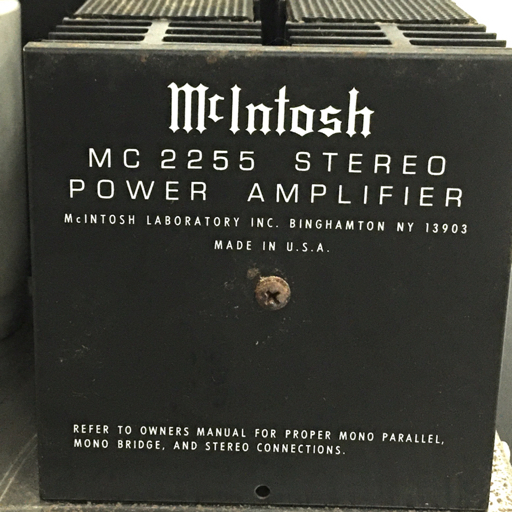 McIntosh
MC 2255 STEREO
POWER AMPLIFIER
McINTOSH LABORATORY INC. BINGHAMTON NY 13903
MADE IN U.S.A.
REFER TO OWNERS MANUAL FOR PROPER MONO PARALLEL,
MONO BRIDGE, AND STEREO CONNECTIONS.